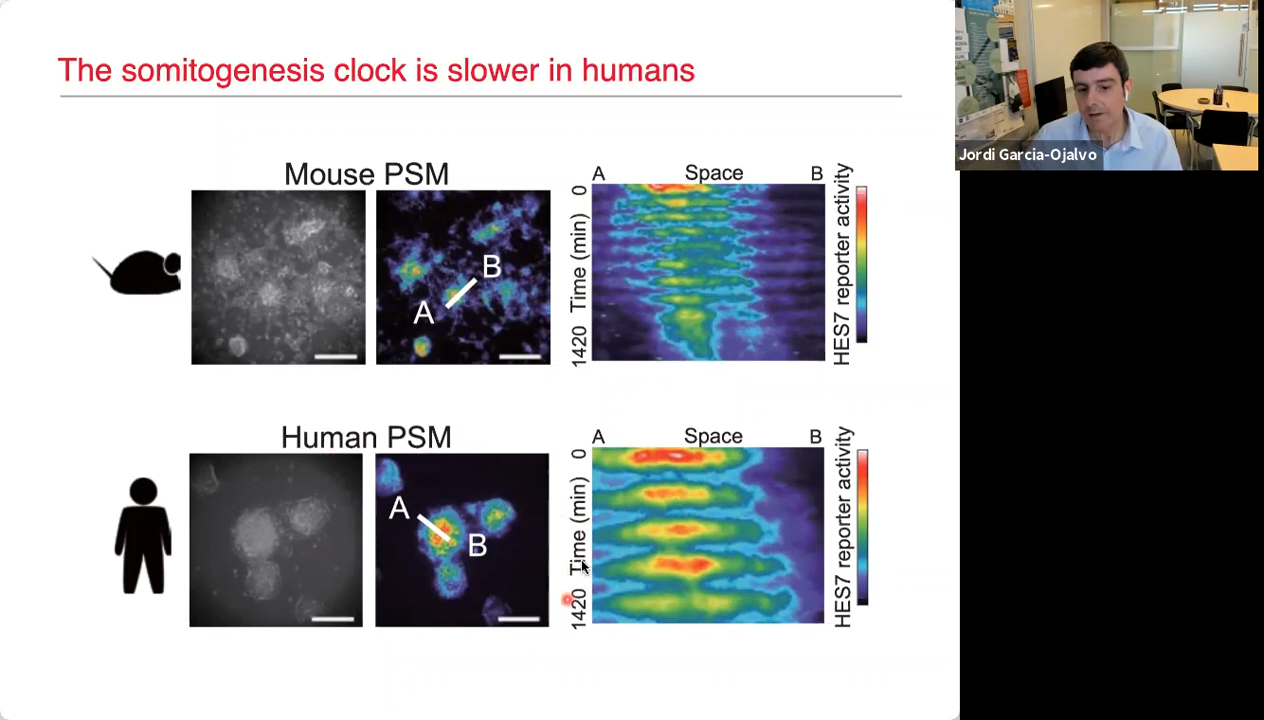 The somitogenesis clock is slower in humans
Jordi Garcia-Ojalvo
Mouse PSM
A
B
A Space B
0
Time (min)
1420
HES7 reporter activity
Human PSM
A
B
A Space B
0
Time (min)
1420
HES7 reporter activity